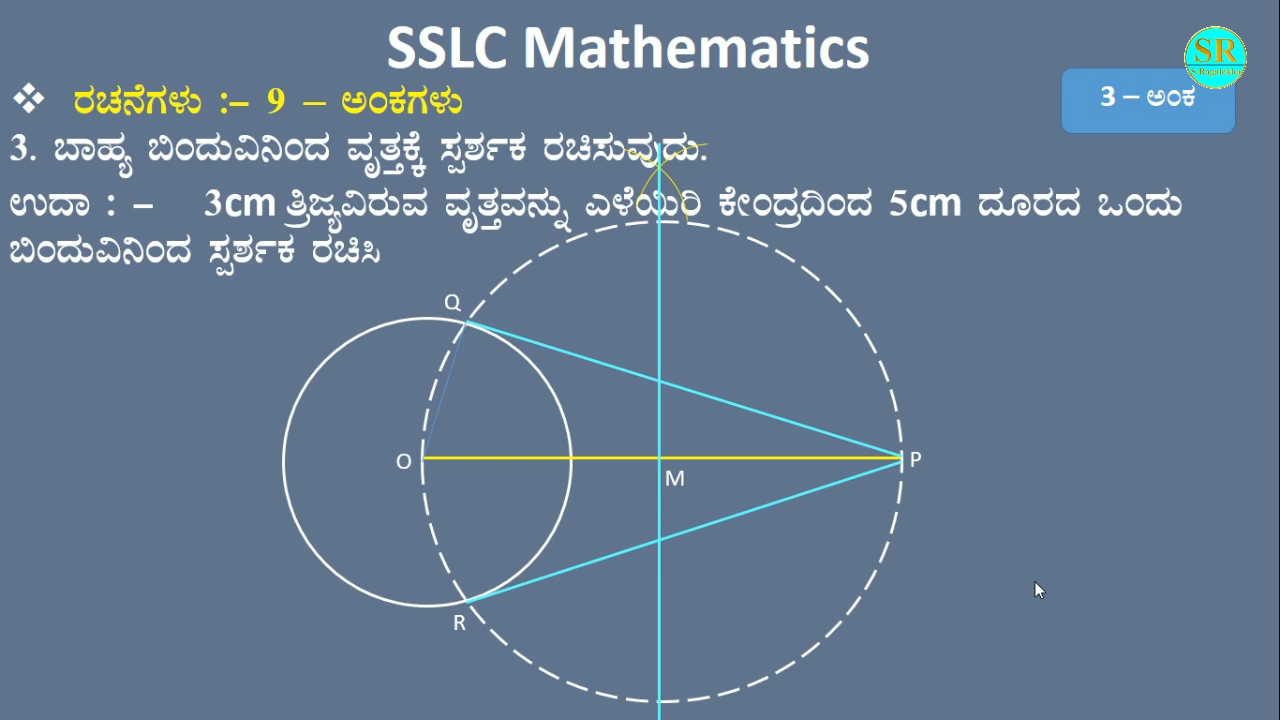 SSLC Mathematics
SR
S Ragalekha
❖ ರಚನೆಗಳು :– 9 – ಅಂಕಗಳು
3 – ಅಂಕ
3. ಬಾಹ್ಯ ಬಿಂದುವಿನಿಂದ ವೃತ್ತಕ್ಕೆ ಸ್ಪರ್ಶಕ ರಚಿಸುವುದು.
ಉದಾ : – 3cm ತ್ರಿಜ್ಯವಿರುವ ವೃತ್ತವನ್ನು ಎಳೆಯಿರಿ ಕೇಂದ್ರದಿಂದ 5cm ದೂರದ ಒಂದು
ಬಿಂದುವಿನಿಂದ ಸ್ಪರ್ಶಕ ರಚಿಸಿ
Q
O
P
M
R